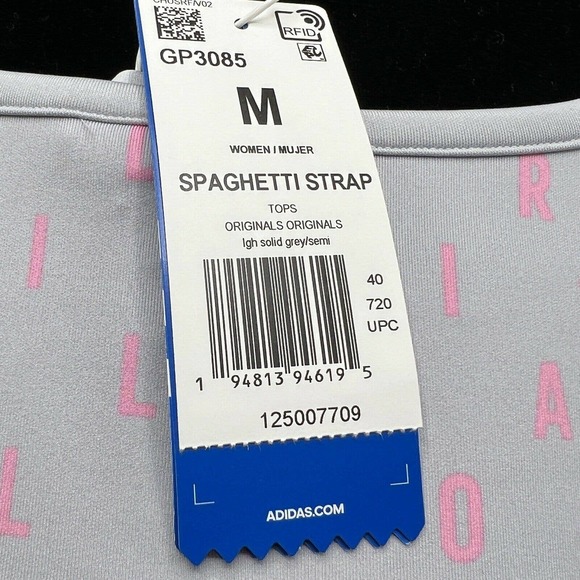 RFID
GP3085
M
WOMEN / MUJER
SPAGHETTI STRAP
TOPS
ORIGINALS ORIGINALS
lgh solid grey/semi
40
720
UPC
1 94813 94619 5
125007709
ADIDAS.COM
L
R
I
I
L
A
L
O